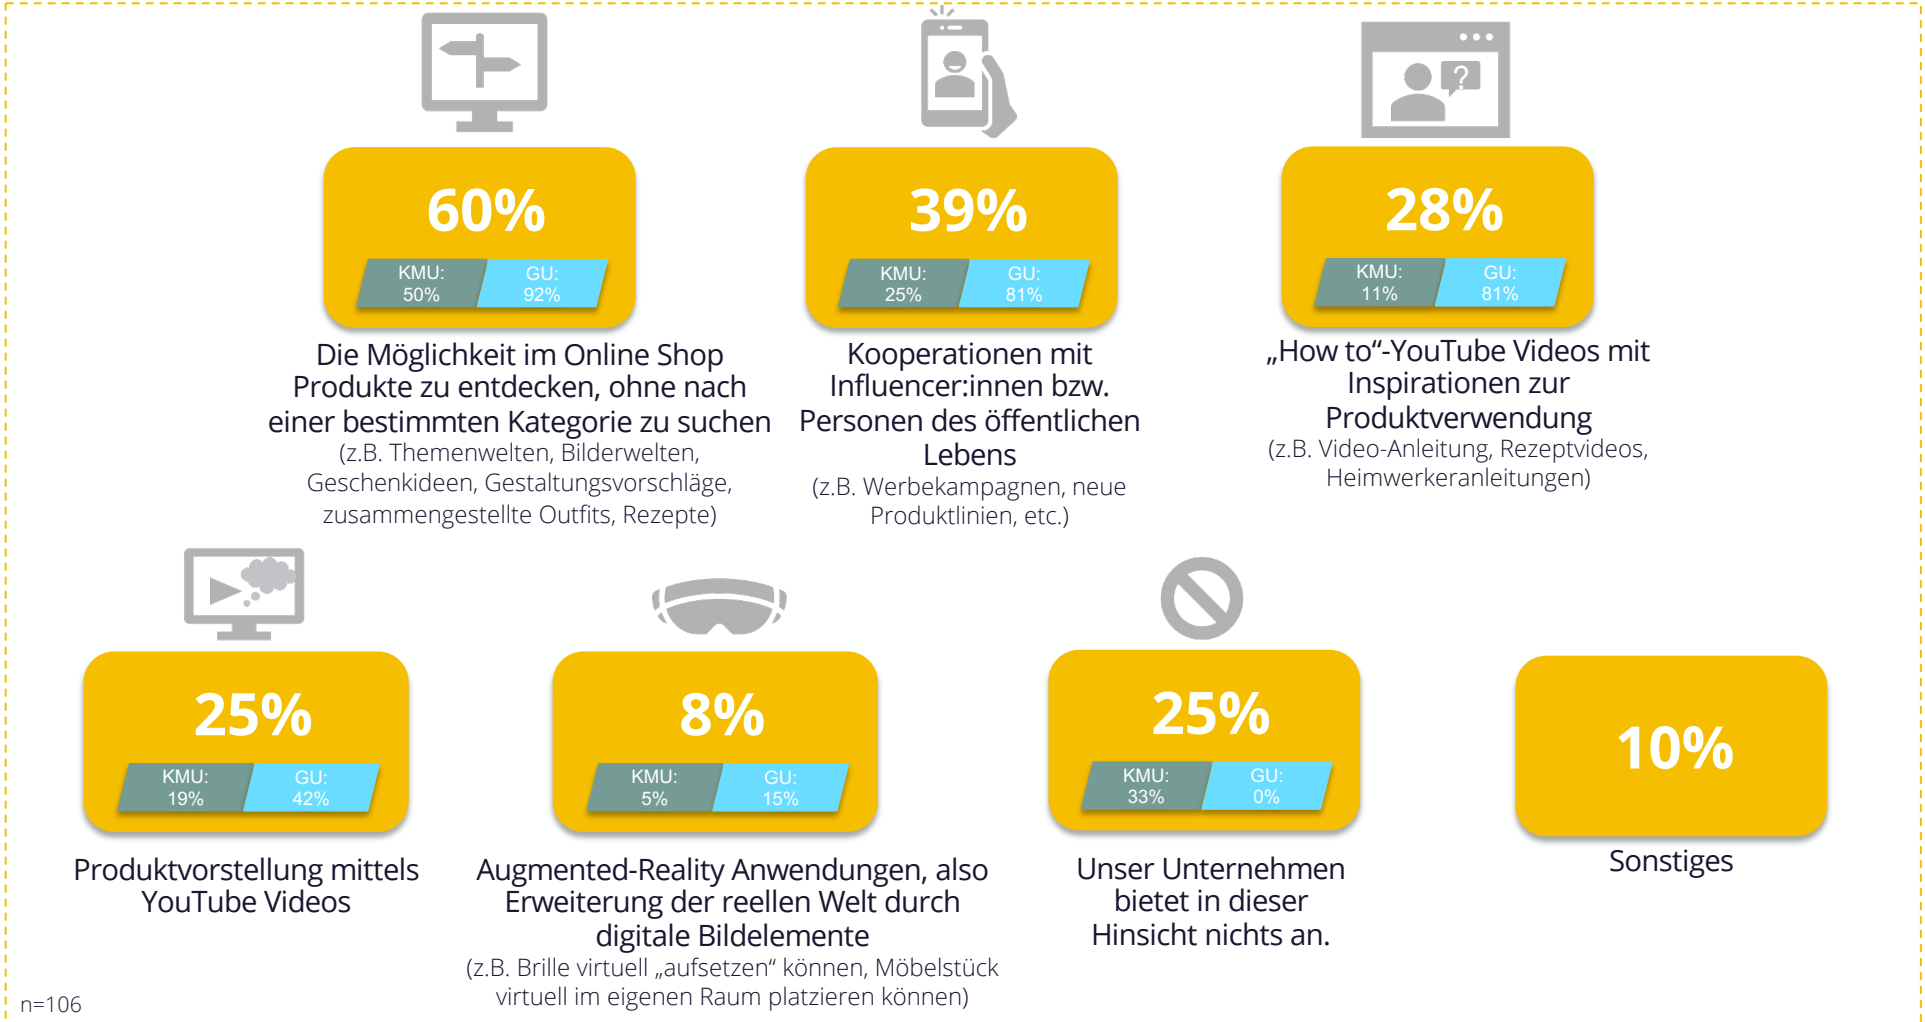 60%
KMU:
50%
GU:
92%
Die Möglichkeit im Online Shop
Produkte zu entdecken, ohne nach
einer bestimmten Kategorie zu suchen
(z.B. Themenwelten, Bilderwelten,
Geschenkideen, Gestaltungsvorschläge,
zusammengestellte Outfits, Rezepte)
39%
KMU:
25%
GU:
81%
Kooperationen mit
Influencer:innen bzw.
Personen des öffentlichen
Lebens
(z.B. Werbekampagnen, neue
Produktlinien, etc.)
?
28%
KMU:
11%
GU:
81%
„How to“-YouTube Videos mit
Inspirationen zur
Produktverwendung
(z.B. Video-Anleitung, Rezeptvideos,
Heimwerkeranleitungen)
25%
KMU:
19%
GU:
42%
Produktvorstellung mittels
YouTube Videos
8%
KMU:
5%
GU:
15%
Augmented-Reality Anwendungen, also
Erweiterung der reellen Welt durch
digitale Bildelemente
(z.B. Brille virtuell „aufsetzen“ können, Möbelstück
virtuell im eigenen Raum platzieren können)
25%
KMU:
33%
GU:
0%
Unser Unternehmen
bietet in dieser
Hinsicht nichts an.
10%
Sonstiges
n=106